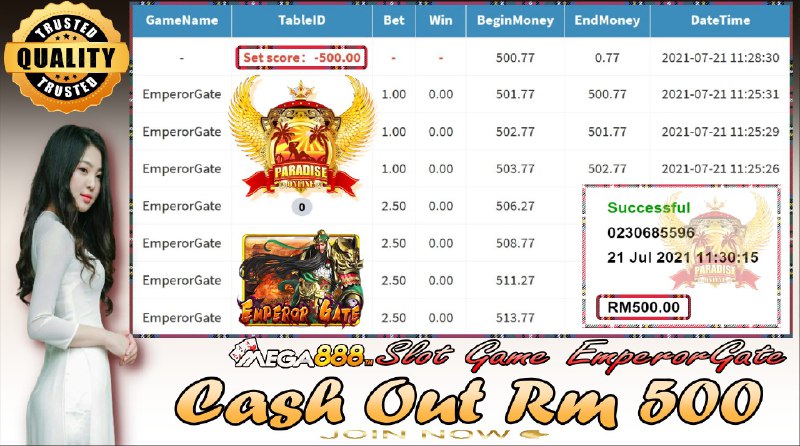 TRUSTED
QUALITY
TRUSTED
GameName TableID Bet Win BeginMoney EndMoney DateTime
- Set score: -500.00 - - 500.77 0.77 2021-07-21 11:28:30
EmperorGate 1.00 0.00 501.77 500.77 2021-07-21 11:25:31
EmperorGate 1.00 0.00 502.77 501.77 2021-07-21 11:25:29
EmperorGate 1.00 0.00 503.77 502.77 2021-07-21 11:25:26
PARADISE
ONLINE
EmperorGate 0 2.50 0.00 506.27
EmperorGate 2.50 0.00 508.77
EmperorGate 2.50 0.00 511.27
EmperorGate 2.50 0.00 513.77
EMPEROR GATE
Successful
0230685596
21 Jul 2021 11:30:15
PARADISE
ONLINE
RM500.00
MEGA888 TM Slot Game EmperorGate
Cash Out Rm 500
JOIN NOW